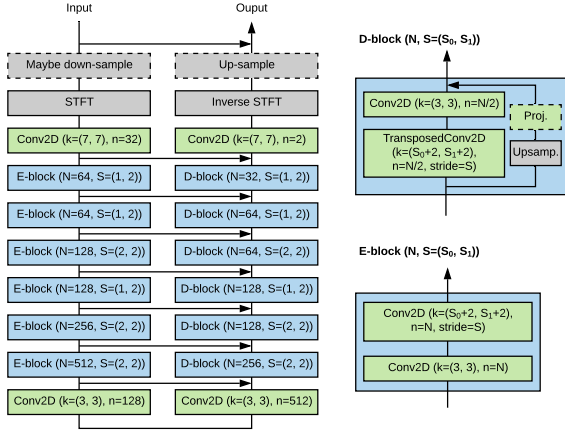 Input
Ouput
Maybe down-sample
Up-sample
STFT
Inverse STFT
Conv2D (k=(7, 7), n=32)
Conv2D (k=(7, 7), n=2)
E-block (N=64, S=(1, 2))
D-block (N=32, S=(1, 2))
E-block (N=64, S=(1, 2))
D-block (N=64, S=(1, 2))
E-block (N=128, S=(2, 2))
D-block (N=64, S=(2, 2))
E-block (N=128, S=(1, 2))
D-block (N=128, S=(1, 2))
E-block (N=256, S=(2, 2))
D-block (N=128, S=(2, 2))
E-block (N=512, S=(2, 2))
D-block (N=256, S=(2, 2))
Conv2D (k=(3, 3), n=128)
Conv2D (k=(3, 3), n=512)
D-block (N, S=(S₀, S₁))
Conv2D (k=(3, 3), n=N/2)
Proj.
TransposedConv2D
(k=(S₀+2, S₁+2),
n=N/2, stride=S)
Upsamp.
E-block (N, S=(S₀, S₁))
Conv2D (k=(S₀+2, S₁+2),
n=N, stride=S)
Conv2D (k=(3, 3), n=N)